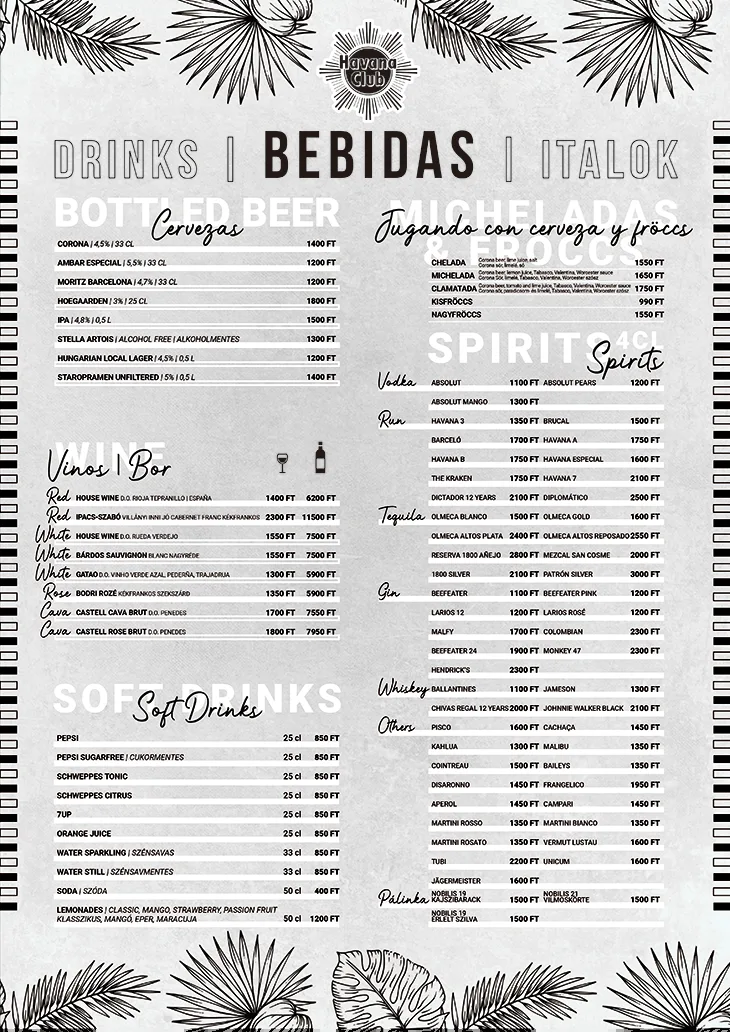 Havana
Club
DRINKS | BEBIDAS | ITALOK
BOTTLED BEER
Cervezas
CORONA | 4,5% | 33 CL 1400 FT
AMBAR ESPECIAL | 5,5% | 33 CL 1200 FT
MORITZ BARCELONA | 4,7% | 33 CL 1200 FT
HOEGAARDEN | 3% | 25 CL 1800 FT
IPA | 4,8% | 0,5 L 1500 FT
STELLA ARTOIS | ALCOHOL FREE | ALKOHOLMENTES 1300 FT
HUNGARIAN LOCAL LAGER | 4,5% | 0,5 L 1200 FT
STAROPRAMEN UNFILTERED | 5% | 0,5 L 1400 FT
WINE
Vinos | Bor
Red HOUSE WINE D.O. RIOJA TEPRANILLO | ESPAÑA 1400 FT 6200 FT
Red IPACS-SZABÓ VILLÁNYI INNI JÓ CABERNET FRANC KÉKFRANKOS 2300 FT 11500 FT
White HOUSE WINE D.O. RUEDA VERDEJO 1550 FT 7500 FT
White BÁRDOS SAUVIGNON BLANC NAGYRÉDE 1550 FT 7500 FT
White GATAO D.O. VINHO VERDE AZAL, PEDERÑA, TRAJADRUA 1300 FT 5900 FT
Rose BODRI ROZÉ KÉKFRANKOS SZEKSZÁRD 1350 FT 5900 FT
Cava CASTELL CAVA BRUT D.O. PENEDES 1700 FT 7550 FT
Cava CASTELL ROSE BRUT D.O. PENEDES 1800 FT 7950 FT
SOFT DRINKS
Soft Drinks
PEPSI 25 cl 850 FT
PEPSI SUGARFREE | CUKORMENTES 25 cl 850 FT
SCHWEPPES TONIC 25 cl 850 FT
SCHWEPPES CITRUS 25 cl 850 FT
7UP 25 cl 850 FT
ORANGE JUICE 25 cl 850 FT
WATER SPARKLING | SZÉNSAVAS 33 cl 850 FT
WATER STILL | SZÉNSAVMENTES 33 cl 850 FT
SODA | SZÓDA 50 cl 400 FT
LEMONADES | CLASSIC, MANGO, STRAWBERRY, PASSION FRUIT
KLASSZIKUS, MANGÓ, EPER, MARACUJA 50 cl 1200 FT
MICHELADAS
& FRÖCCS
Jugando con cerveza y fröccs
CHELADA Corona beer, lime juice, salt 1550 FT
Corona sör, limelé, só
MICHELADA Corona beer, lemon juice, Tabasco, Valentina, Worcester sauce 1650 FT
Corona sör, limelé, Tabasco, Valentina, Worcester szósz
CLAMATADA Corona beer, tomato and lime juice, Tabasco, Valentina, Worcester sauce 1750 FT
Corona sör, paradicsom- és limelé, Tabasco, Valentina, Worcester szósz
KISFRÖCCS 990 FT
NAGYFRÖCCS 1550 FT
SPIRITS 4CL
Spirits
Vodka ABSOLUT 1100 FT ABSOLUT PEARS 1200 FT
ABSOLUT MANGO 1300 FT
Run HAVANA 3 1350 FT BRUCAL 1500 FT
BARCELÓ 1700 FT HAVANA A 1750 FT
HAVANA B 1750 FT HAVANA ESPECIAL 1600 FT
THE KRAKEN 1750 FT HAVANA 7 2100 FT
DICTADOR 12 YEARS 2100 FT DIPLOMÁTICO 2500 FT
Tequila OLMECA BLANCO 1500 FT OLMECA GOLD 1600 FT
OLMECA ALTOS PLATA 2400 FT OLMECA ALTOS REPOSADO 2550 FT
RESERVA 1800 AÑEJO 2800 FT MEZCAL SAN COSME 2000 FT
1800 SILVER 2100 FT PATRÓN SILVER 3000 FT
Gin BEEFEATER 1100 FT BEEFEATER PINK 1200 FT
LARIOS 12 1200 FT LARIOS ROSÉ 1200 FT
MALFY 1700 FT COLOMBIAN 2300 FT
BEEFEATER 24 1900 FT MONKEY 47 2300 FT
HENDRICK'S 2300 FT
Whiskey BALLANTINES 1100 FT JAMESON 1300 FT
CHIVAS REGAL 12 YEARS 2000 FT JOHNNIE WALKER BLACK 2100 FT
Others PISCO 1600 FT CACHAÇA 1450 FT
KAHLUA 1300 FT MALIBU 1350 FT
COINTREAU 1500 FT BAILEYS 1350 FT
DISARONNO 1450 FT FRANGELICO 1950 FT
APEROL 1450 FT CAMPARI 1450 FT
MARTINI ROSSO 1350 FT MARTINI BIANCO 1350 FT
MARTINI ROSATO 1350 FT VERMUT LUSTAU 1600 FT
TUBI 2200 FT UNICUM 1600 FT
JÄGERMEISTER 1600 FT
Pálinka NOBILIS 19 KAJSZIBARACK 1500 FT NOBILIS 21 VILMOSKÖRTE 1500 FT
NOBILIS 19 ÉRLELT SZILVA 1500 FT